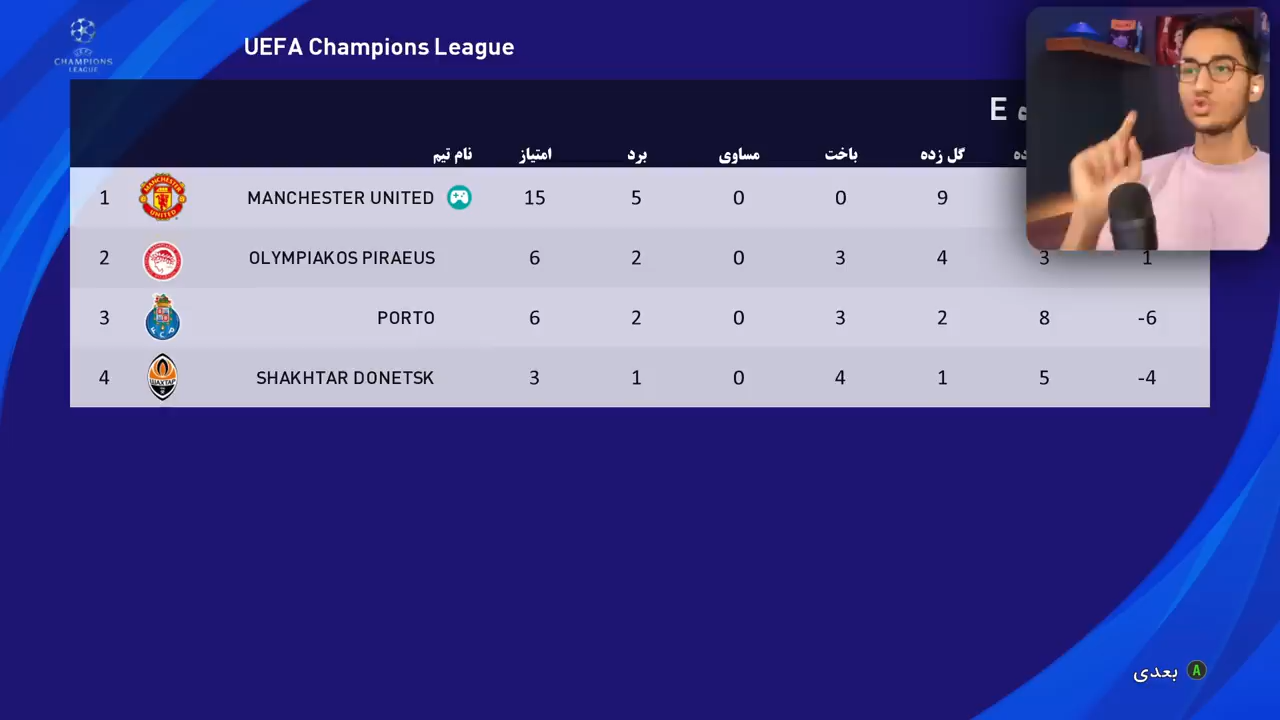 UEFA Champions League
CHAMPIONS
LEAGUE
E
نام تیم امتیاز برد مساوی باخت گل زده
1 MANCHESTER UNITED 15 5 0 0 9
2 OLYMPIAKOS PIRAEUS 6 2 0 3 4 3 1
3 PORTO 6 2 0 3 2 8 -6
4 SHAKHTAR DONETSK 3 1 0 4 1 5 -4
بعدی A